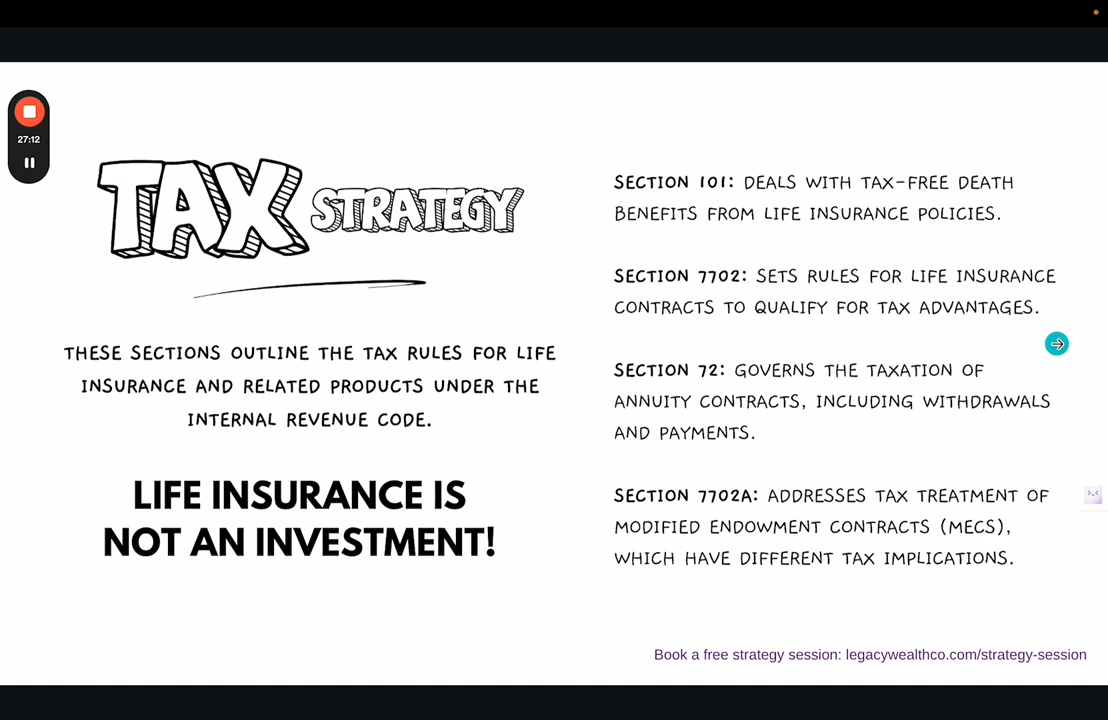 27:12
TAX STRATEGY
THESE SECTIONS OUTLINE THE TAX RULES FOR LIFE
INSURANCE AND RELATED PRODUCTS UNDER THE
INTERNAL REVENUE CODE.
LIFE INSURANCE IS
NOT AN INVESTMENT!
SECTION 101: DEALS WITH TAX-FREE DEATH
BENEFITS FROM LIFE INSURANCE POLICIES.
SECTION 7702: SETS RULES FOR LIFE INSURANCE
CONTRACTS TO QUALIFY FOR TAX ADVANTAGES.
SECTION 72: GOVERNS THE TAXATION OF
ANNUITY CONTRACTS, INCLUDING WITHDRAWALS
AND PAYMENTS.
SECTION 7702A: ADDRESSES TAX TREATMENT OF
MODIFIED ENDOWMENT CONTRACTS (MECS),
WHICH HAVE DIFFERENT TAX IMPLICATIONS.
Book a free strategy session: legacywealthco.com/strategy-session